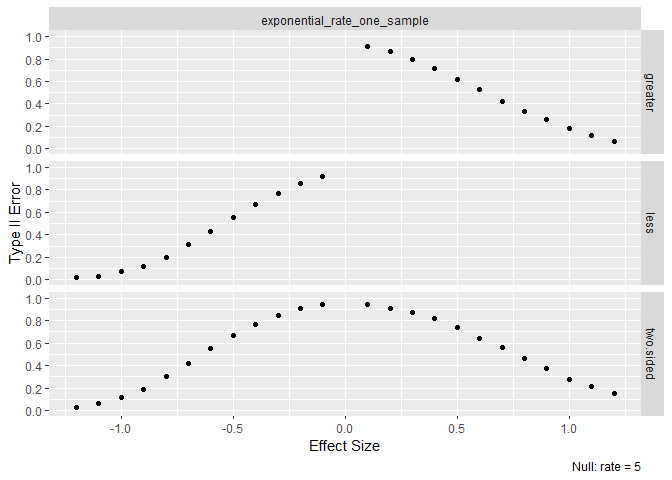 exponential_rate_one_sample
Type II Error
1.0
0.8
0.6
0.4
0.2
0.0
greater
1.0
0.8
0.6
0.4
0.2
0.0
less
1.0
0.8
0.6
0.4
0.2
0.0
two.sided
-1.0 -0.5 0.0 0.5 1.0
Effect Size
Null: rate = 5